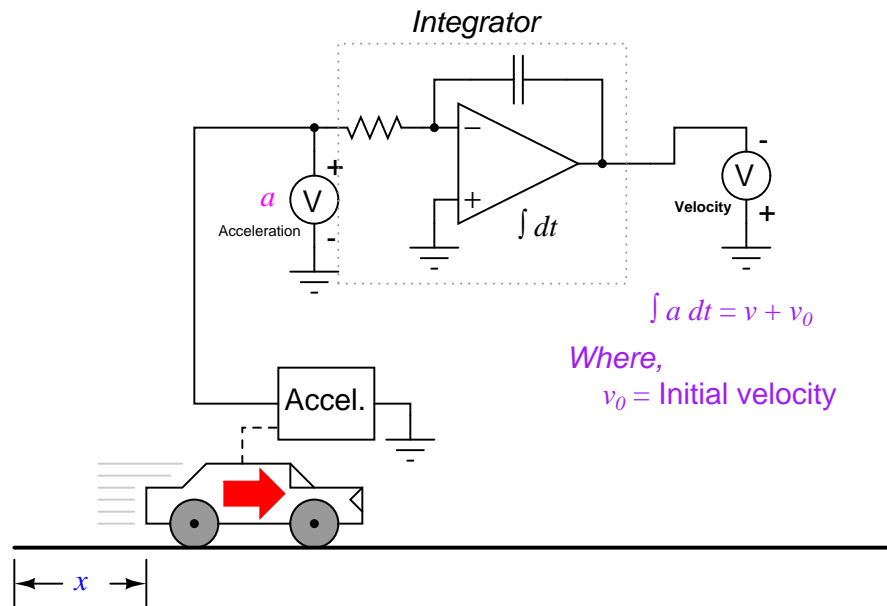 Integrator
−
+
∫ dt
+
a
V
Acceleration
-
-
V
Velocity
+
∫ a dt = v + v₀
Where,
v₀ = Initial velocity
Accel.
x